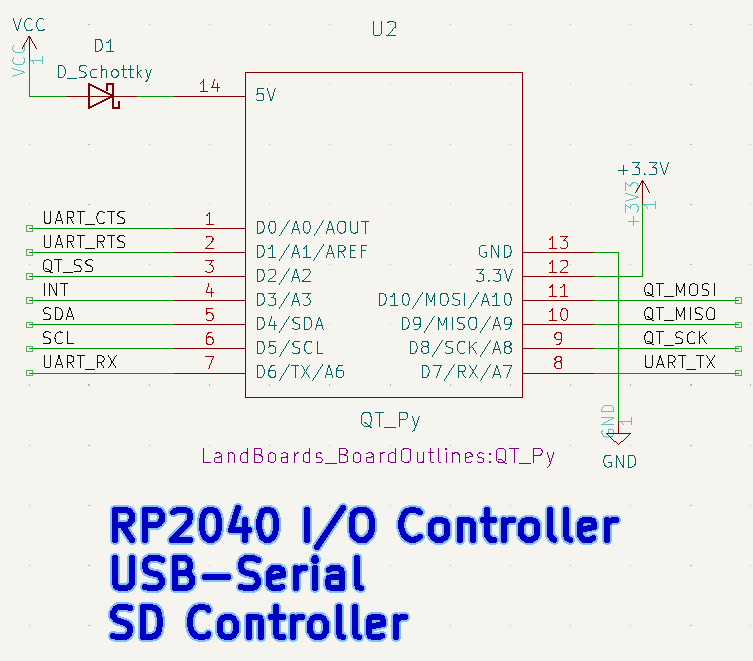 VCC
VCC
1
D1
D_Schottky
U2
14
5V
+3.3V
+3V3
1
UART_CTS
1
D0/A0/AOUT
UART_RTS
2
D1/A1/AREF
GND
13
QT_SS
3
D2/A2
3.3V
12
INT
4
D3/A3
D10/MOSI/A10
11
QT_MOSI
SDA
5
D4/SDA
D9/MISO/A9
10
QT_MISO
SCL
6
D5/SCL
D8/SCK/A8
9
QT_SCK
UART_RX
7
D6/TX/A6
D7/RX/A7
8
UART_TX
QT_Py
GND
1
GND
LandBoards_BoardOutlines:QT_Py
RP2040 I/O Controller
USB-Serial
SD Controller